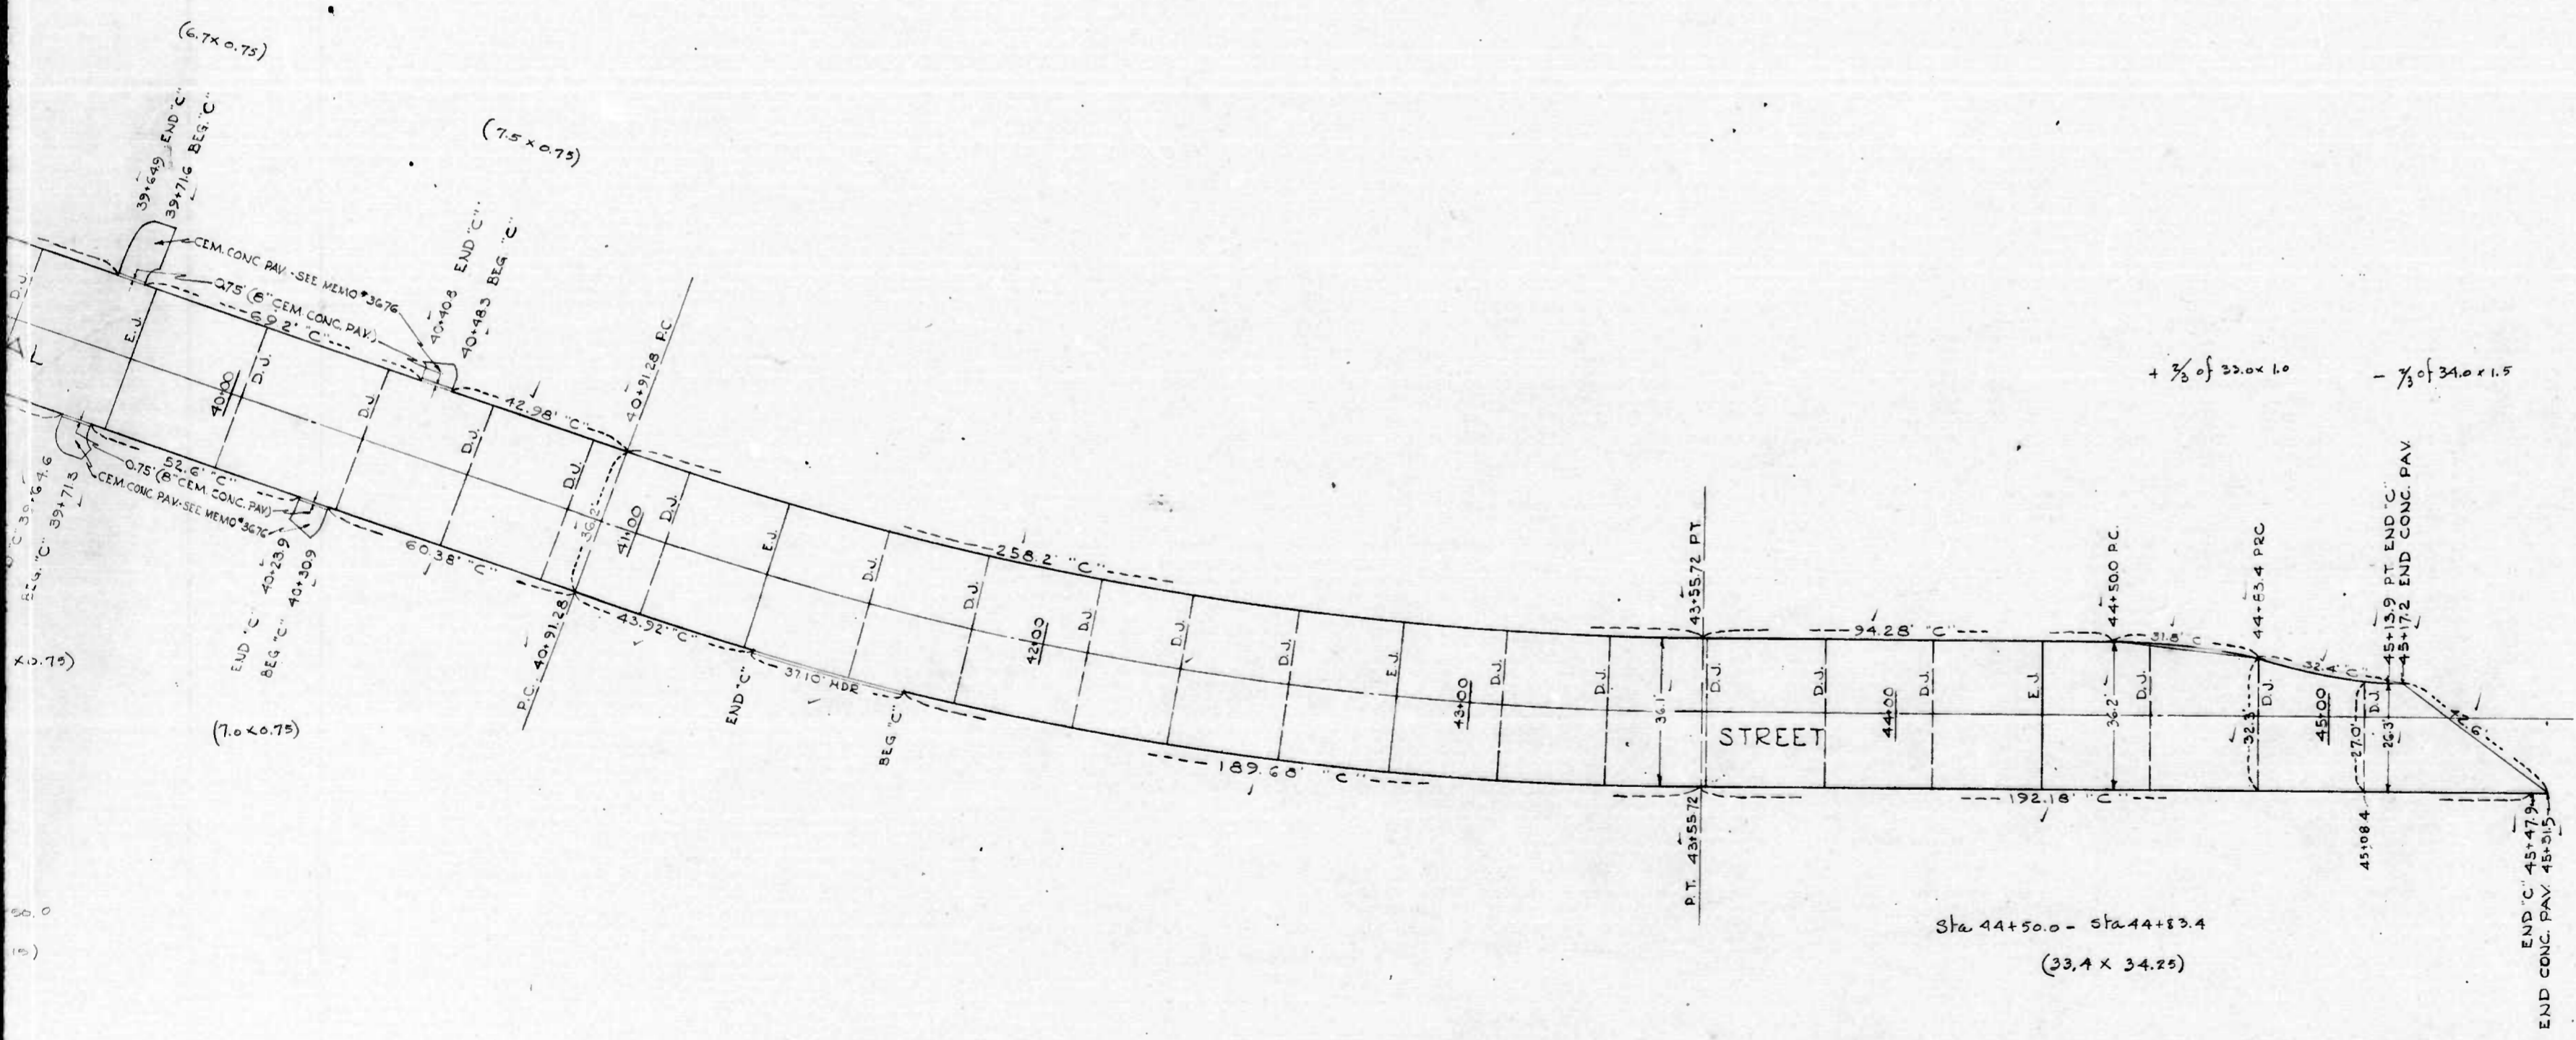 (6.7 x 0.75)
39+64.9 END "C"
39+71.6 BEG. "C"
(7.5 x 0.75)
CEM. CONC PAV. - SEE MEMO #3676
0.75' (8" CEM. CONC. PAV.)
69.2' "C"
40+40.8 END "C"
40+48.3 BEG. "C"
D.J.
E.J.
40+00
D.J.
D.J.
D.J.
D.J.
42.98' "C"
40+91.28 P.C.
52.6' "C"
0.75' (8" CEM. CONC. PAV)
CEM. CONC PAV. - SEE MEMO #3676
BEG. "C" 39+71.3
END "C" 40+23.9
BEG "C" 40+30.9
x 0.75)
(7.0 x 0.75)
60.38' "C"
36.2'
41+00
D.J.
E.J.
D.J.
D.J.
P.C. 40+91.28
43.92' "C"
END "C"
37.10' HDR
BEG "C"
258.2' "C"
42+00
D.J.
D.J.
D.J.
E.J.
43+00
D.J.
D.J.
189.68' "C"
36.1'
43+55.72 PT
D.J.
P.T. 43+55.72
STREET
94.28' "C"
D.J.
44+00
D.J.
E.J.
36.2'
D.J.
44+50.0 P.C.
31.8' C
44+83.4 PRC
32.3'
D.J.
32.4' "C"
45+00
27.0'
D.J.
26.3'
45+13.9 PT. END "C"
45+17.2 END CONC. PAV.
42.6'
192.18' "C"
45+08.4
END "C" 45+47.9
END CONC. PAV. 45+51.5
+ 2/3 of 33.0 x 1.0
- 2/3 of 34.0 x 1.5
Sta 44+50.0 - Sta 44+83.4
(33.4 x 34.25)
50.0